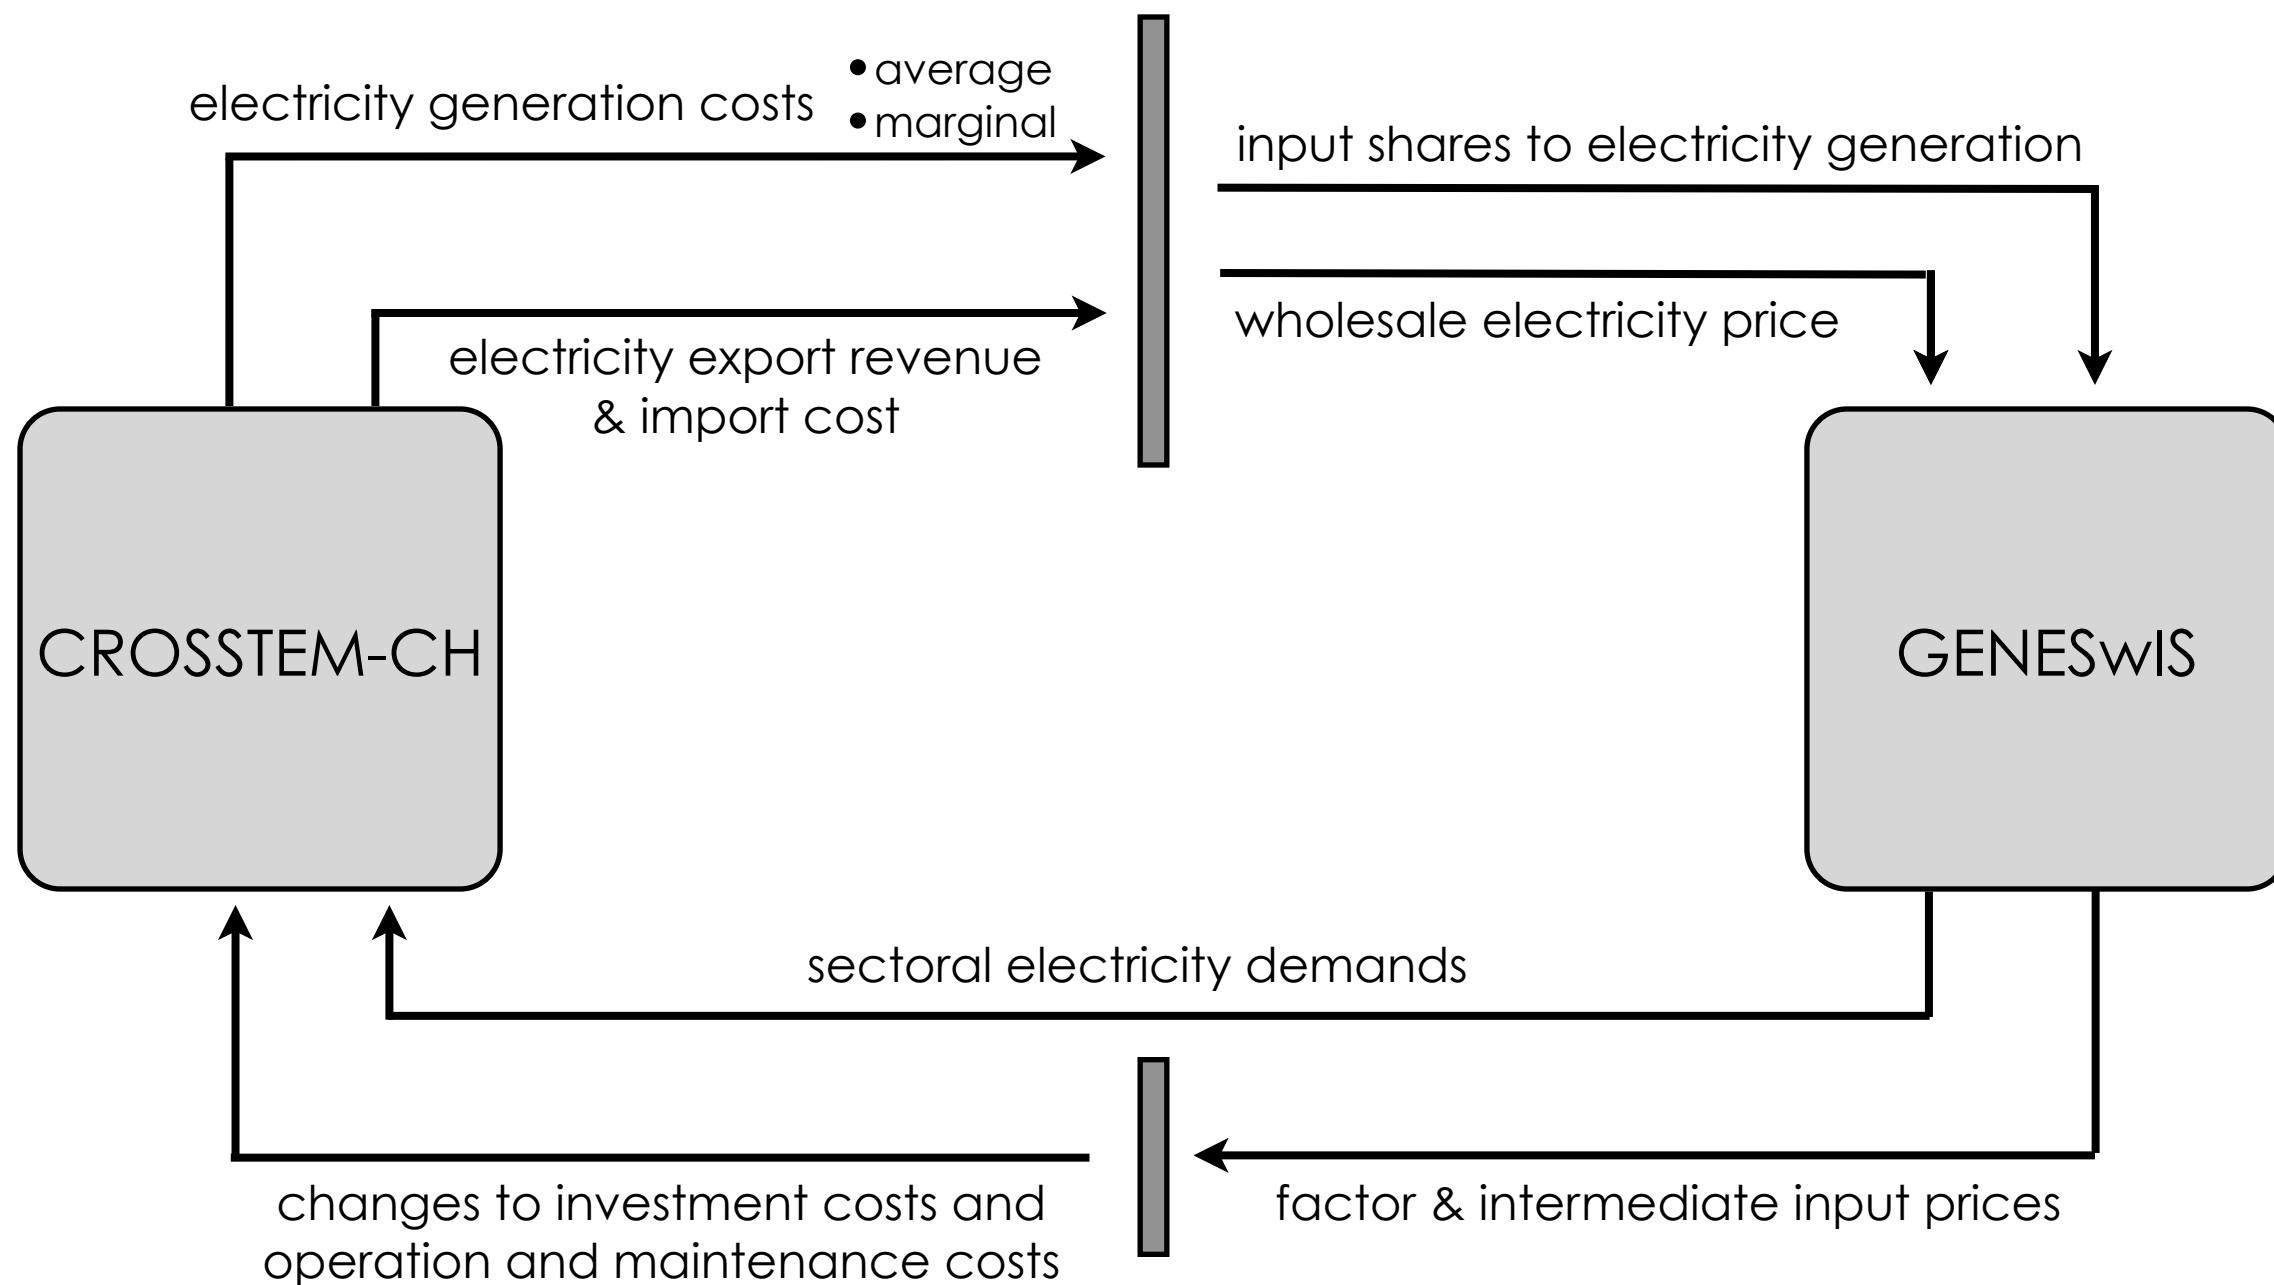 electricity generation costs
• average
• marginal
input shares to electricity generation
wholesale electricity price
electricity export revenue
& import cost
CROSSTEM-CH
GENESwIS
sectoral electricity demands
changes to investment costs and
operation and maintenance costs
factor & intermediate input prices